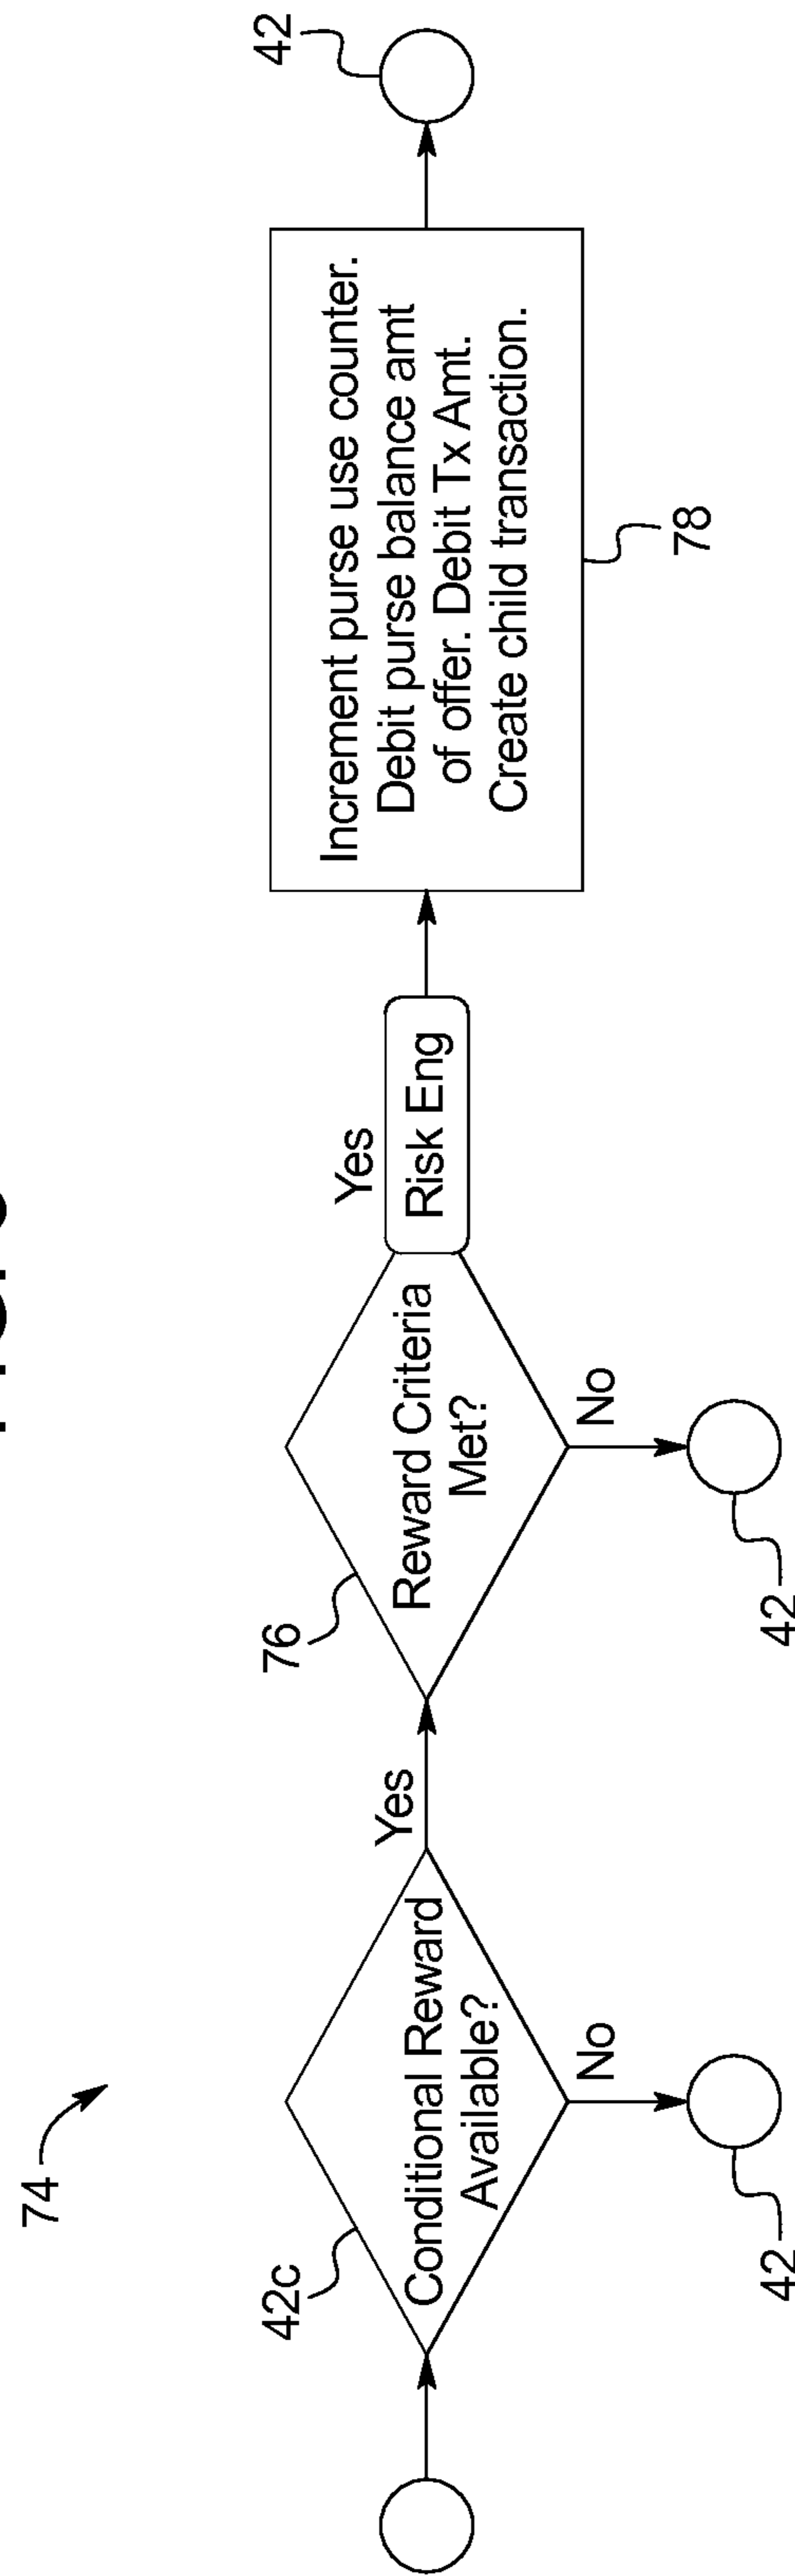 74
42c
Conditional Reward
Available?
Yes
No
42
76
Reward Criteria
Met?
Yes
Risk Eng
No
42
Increment purse use counter.
Debit purse balance amt
of offer. Debit Tx Amt.
Create child transaction.
78
42